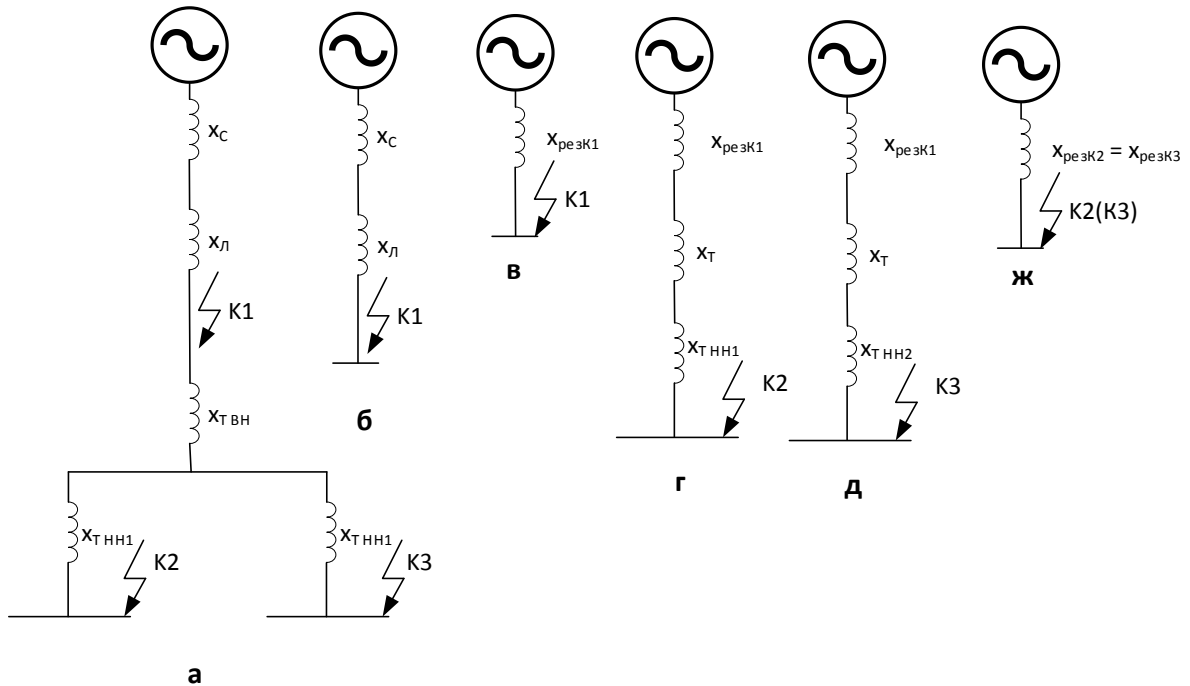 xС
xЛ
К1
xТ ВН
xТ НН1
К2
xТ НН1
К3
а
xС
xЛ
К1
б
xрезК1
К1
в
xрезК1
xТ
xТ НН1
К2
г
xрезК1
xТ
xТ НН2
К3
д
xрезК2 = xрезК3
К2(К3)
ж